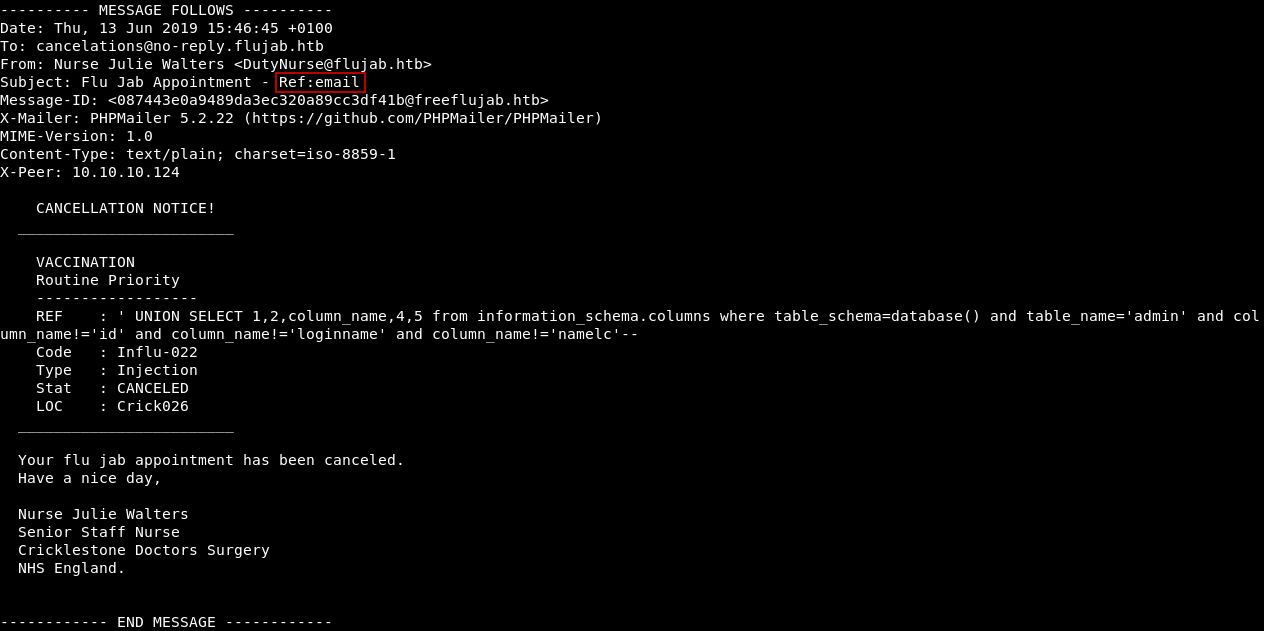 ---------- MESSAGE FOLLOWS ----------
Date: Thu, 13 Jun 2019 15:46:45 +0100
To: cancelations@no-reply.flujab.htb
From: Nurse Julie Walters <DutyNurse@flujab.htb>
Subject: Flu Jab Appointment - Ref:email
Message-ID: <087443e0a9489da3ec320a89cc3df41b@freeflujab.htb>
X-Mailer: PHPMailer 5.2.22 (https://github.com/PHPMailer/PHPMailer)
MIME-Version: 1.0
Content-Type: text/plain; charset=iso-8859-1
X-Peer: 10.10.10.124
    CANCELLATION NOTICE!
  ________________________
    VACCINATION
    Routine Priority
    ------------------
    REF    : ' UNION SELECT 1,2,column_name,4,5 from information_schema.columns where table_schema=database() and table_name='admin' and col
umn_name!='id' and column_name!='loginname' and column_name!='namelc'--
    Code   : Influ-022
    Type   : Injection
    Stat   : CANCELED
    LOC    : Crick026
  ________________________
  Your flu jab appointment has been canceled.
  Have a nice day,
  Nurse Julie Walters
  Senior Staff Nurse
  Cricklestone Doctors Surgery
  NHS England.
------------ END MESSAGE ------------